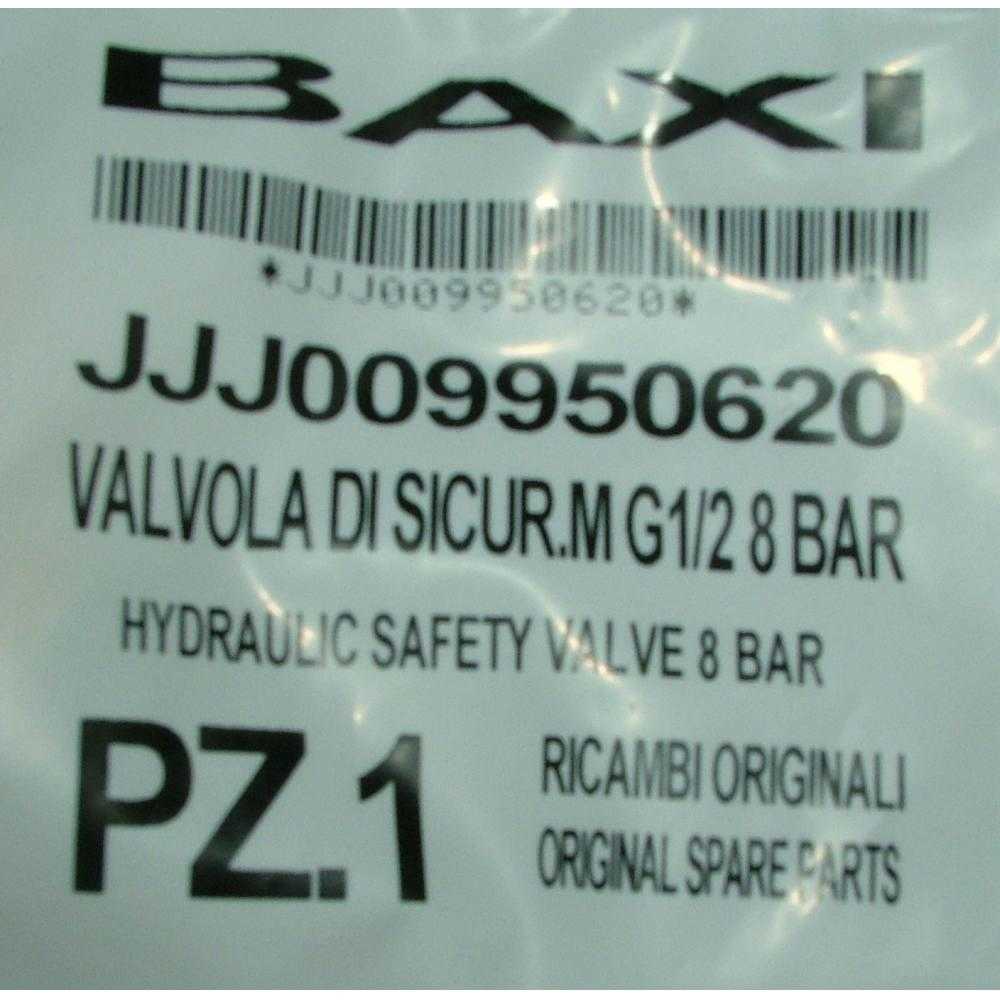 BAXI
*JJJ009950620*
JJJ009950620
VALVOLA DI SICUR.M G1/2 8 BAR
HYDRAULIC SAFETY VALVE 8 BAR
PZ.1
RICAMBI ORIGINALI
ORIGINAL SPARE PARTS